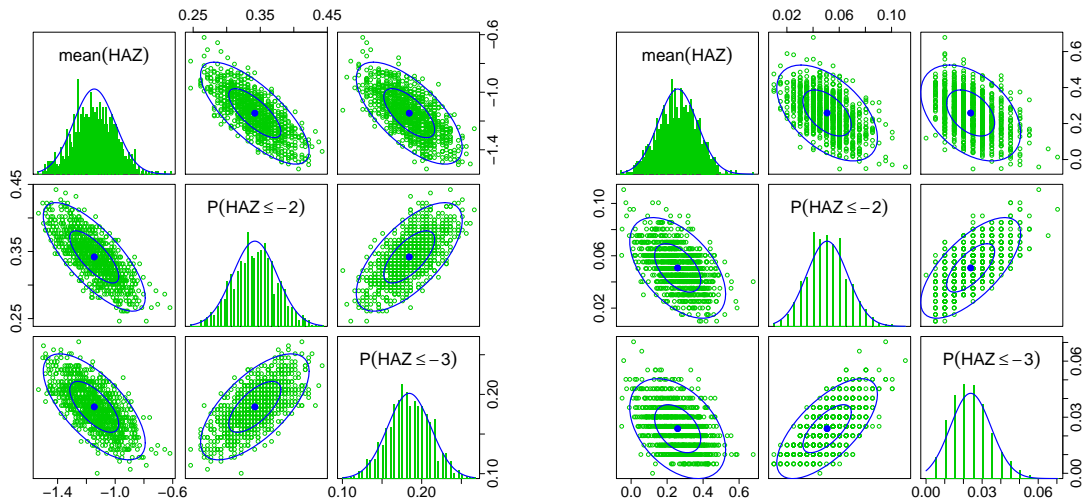 0.25 0.35 0.45 0.02 0.06 0.10
mean(HAZ) -0.6 -1.0 -1.4 mean(HAZ) 0.6 0.4 0.2 0.0
0.45 0.35 0.25 P(HAZ ≤ −2) 0.10 0.06 0.02 P(HAZ ≤ −2)
P(HAZ ≤ −3) 0.20 0.10 P(HAZ ≤ −3) 0.06 0.03 0.00
-1.4 -1.0 -0.6 0.10 0.20 0.0 0.2 0.4 0.6 0.00 0.03 0.06